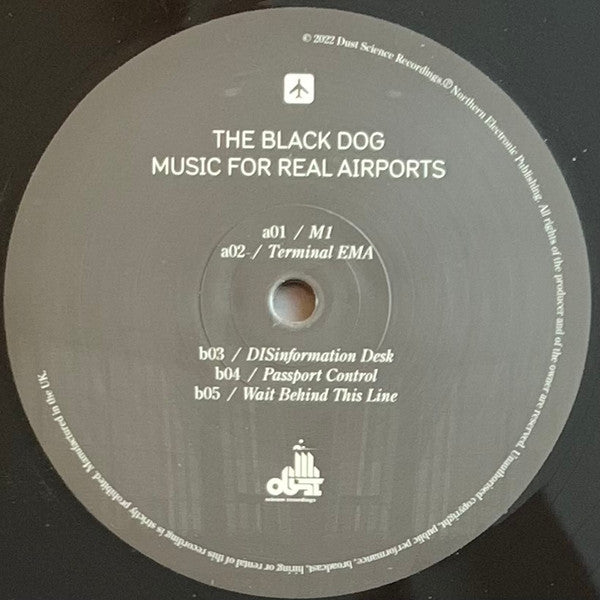 © 2022 Dust Science Recordings. ℗ Northern Electronic Publishing. All rights of the producer and of the owner are reserved. Unauthorised copyright, public performance, broadcast, hiring or rental of this recording is strictly prohibited. Manufactured in the UK.
THE BLACK DOG
MUSIC FOR REAL AIRPORTS
a01 / M1
a02 / Terminal EMA
b03 / DISinformation Desk
b04 / Passport Control
b05 / Wait Behind This Line
dust
science recordings